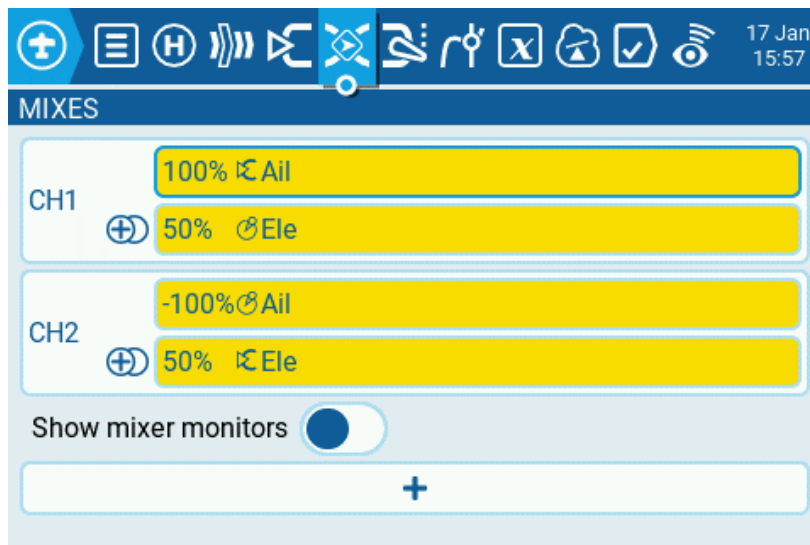 17 Jan
15:57
MIXES
CH1
100% Ail
50% Ele
CH2
-100% Ail
50% Ele
Show mixer monitors
+